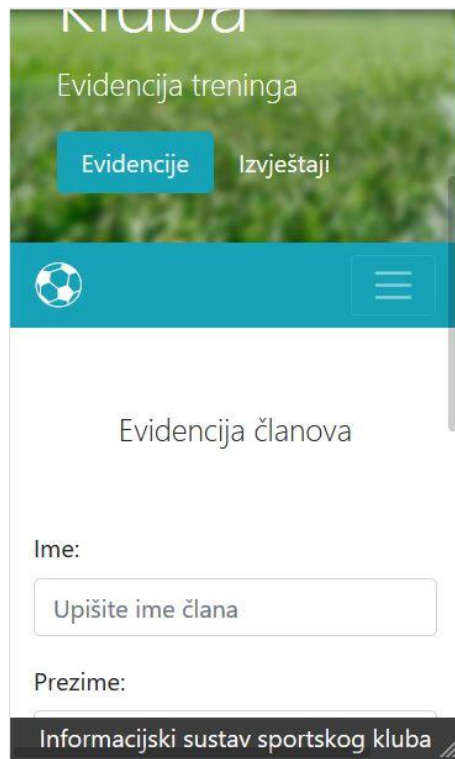 kluba
Evidencija treninga
Evidencije Izvještaji
Evidencija članova
Ime:
Upišite ime člana
Prezime:
Informacijski sustav sportskog kluba